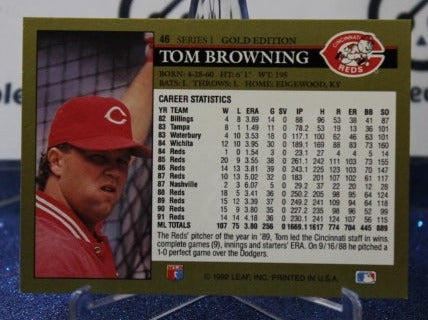 46 SERIES I GOLD EDITION
TOM BROWNING
CINCINNATI
REDS
BORN: 4-28-60 HT: 6' 1" WT: 195
BATS: L THROWS: L HOME: EDGEWOOD, KY
CAREER STATISTICS
YR TEAM W L ERA G SV IP H R ER BB SO
82 Billings 4 8 3.89 14 0 88 96 53 38 41 87
83 Tampa 8 1 1.49 11 0 78.2 53 19 13 36 101
83 Waterbury 4 10 3.53 18 0 117.1 100 62 46 63 101
84 Wichita 12 10 3.95 30 0 189.1 169 88 83 73 160
84 Reds 1 0 1.54 3 0 23.1 27 4 4 5 14
85 Reds 20 9 3.55 38 0 261.1 242 111 103 73 155
86 Reds 14 13 3.81 39 0 243.1 225 123 103 70 147
87 Reds 10 13 5.02 32 0 183 201 107 102 61 117
87 Nashville 2 3 6.07 5 0 29.2 37 22 20 12 28
88 Reds 18 5 3.41 36 0 250.2 205 98 95 64 124
89 Reds 15 12 3.39 37 0 249.2 241 109 94 64 118
90 Reds 15 9 3.80 35 0 227.2 235 98 96 52 99
91 Reds 14 14 4.18 36 0 230.1 241 124 107 56 115
ML TOTALS 107 75 3.80 256 0 1669.1 1617 774 704 445 889
The Reds' pitcher of the year in '89, Tom led the Cincinnati staff in wins
complete games (9), innings and starters' ERA. On 9/16/88 he pitched a
1-0 perfect game over the Dodgers.
© 1992 LEAF, INC. PRINTED IN U.S.A.